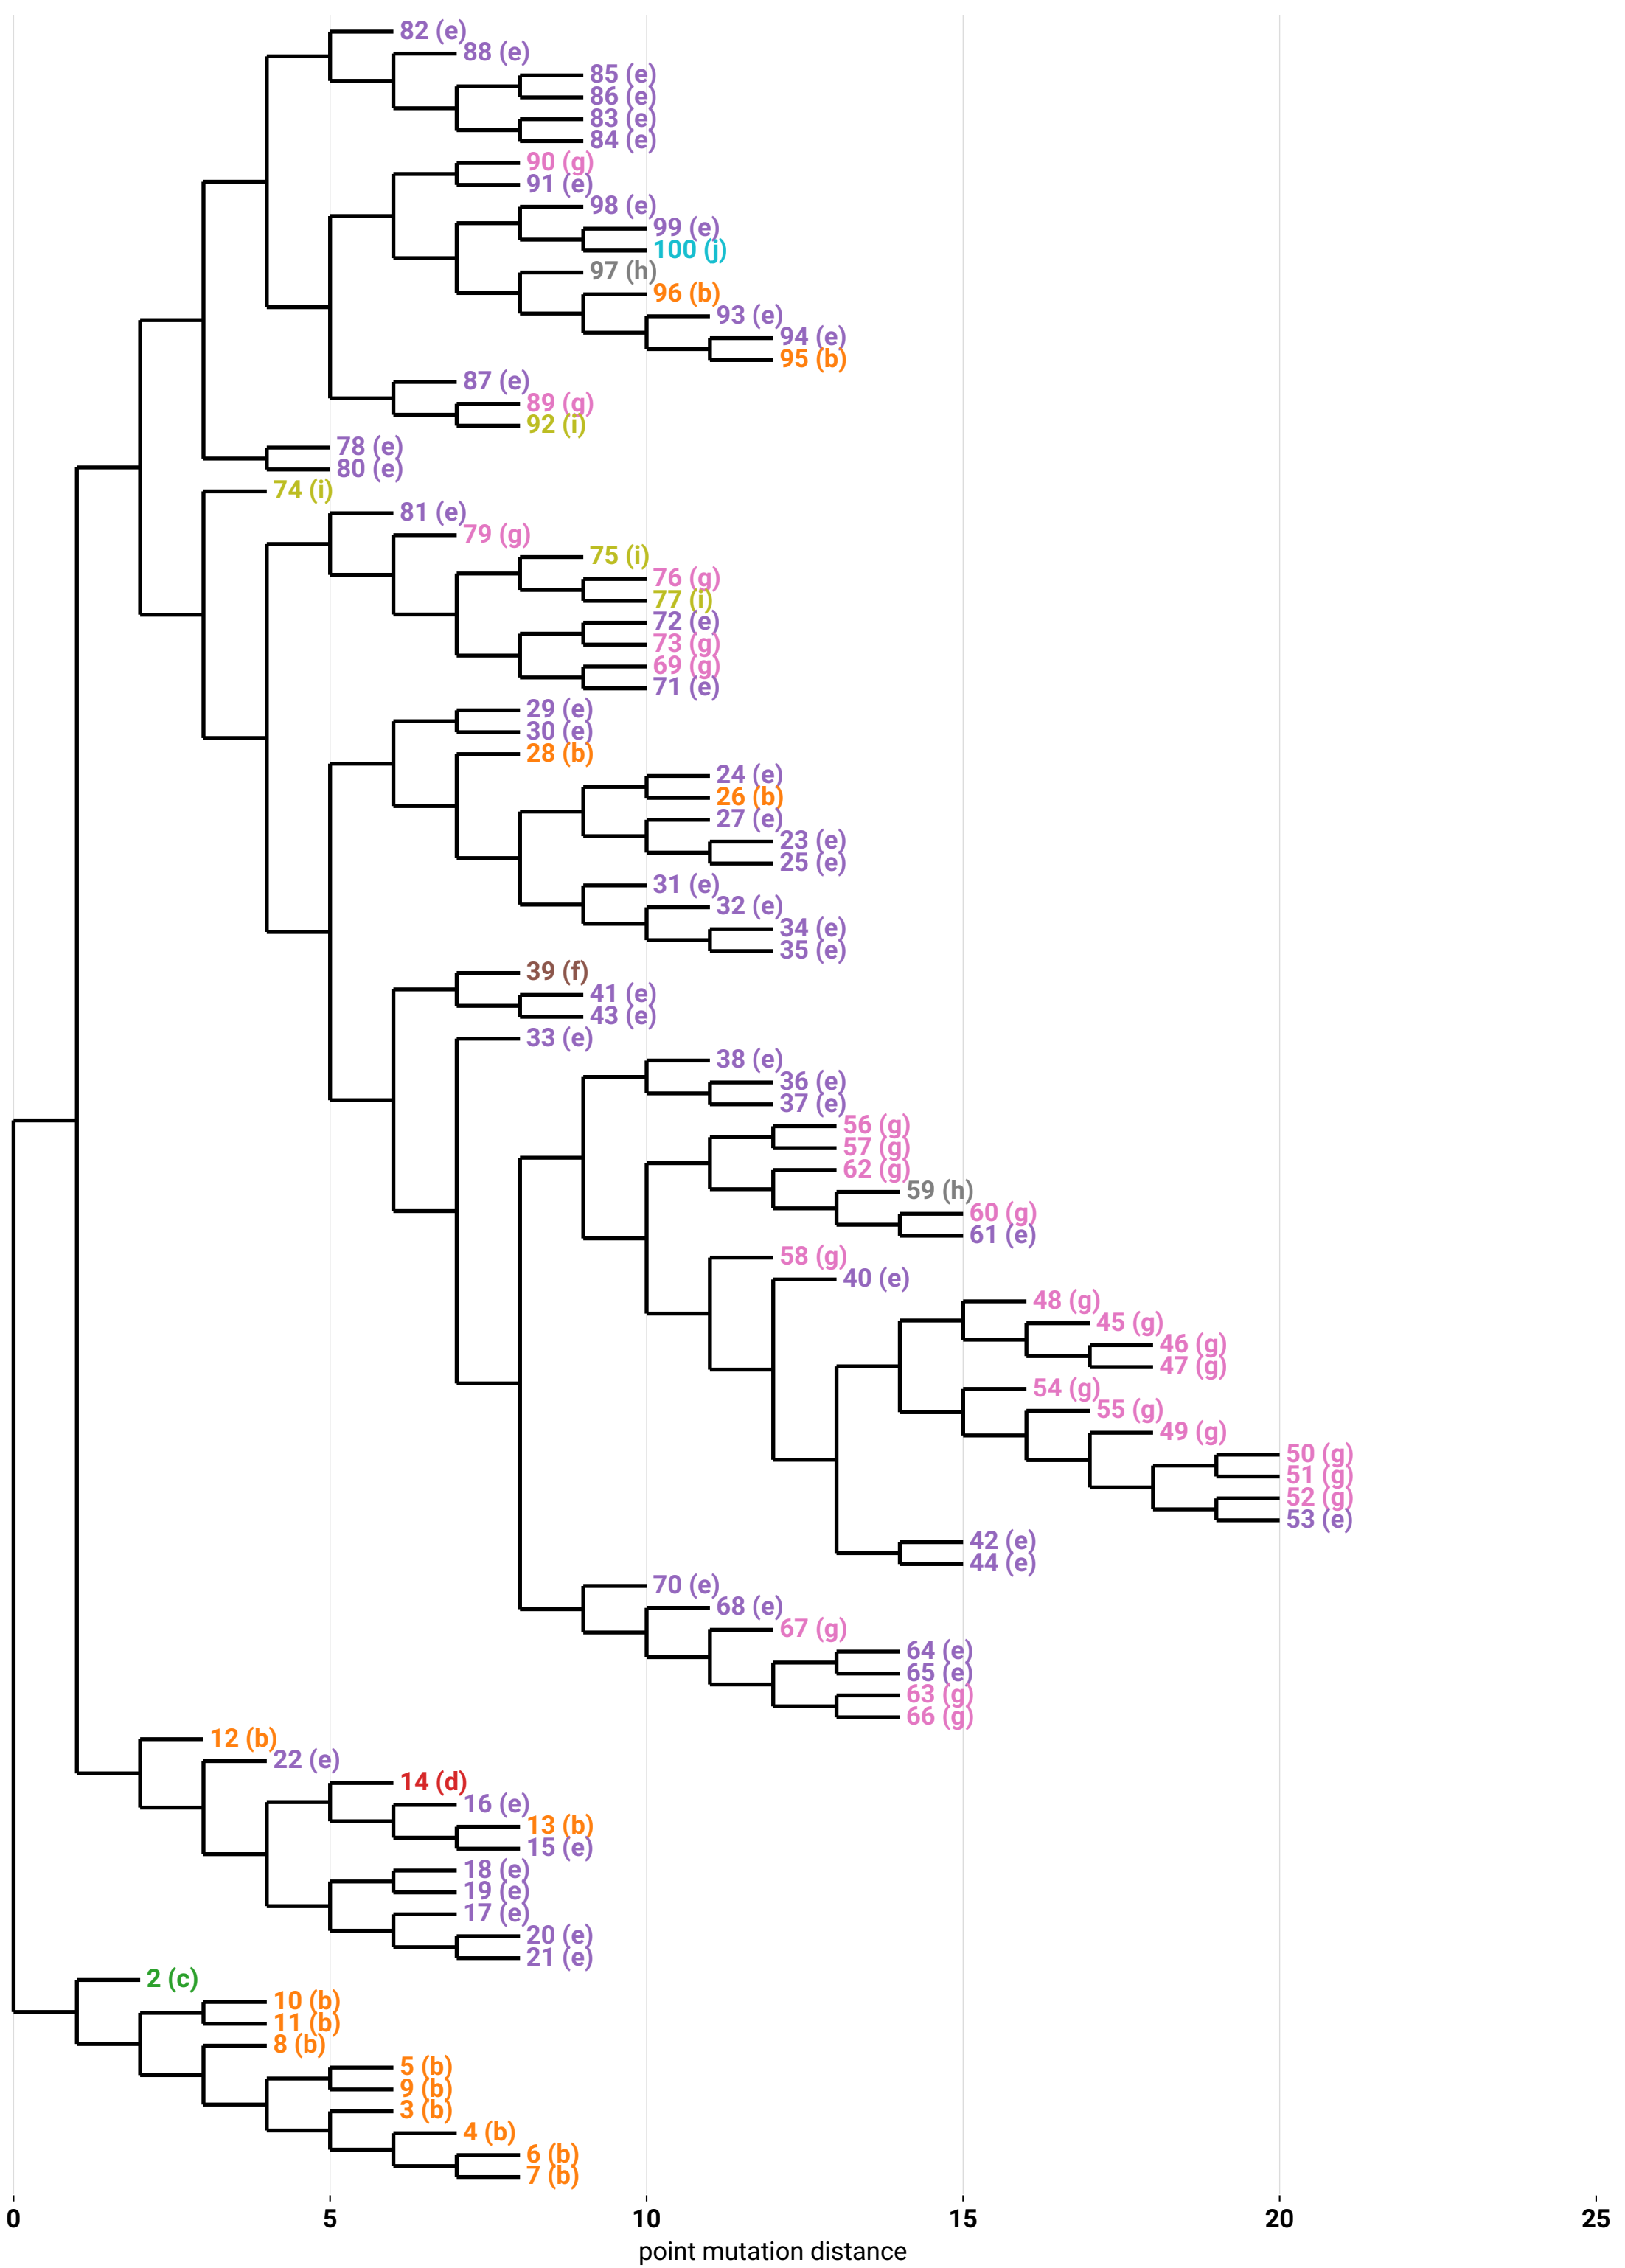 82 (e)
88 (e)
85 (e)
86 (e)
83 (e)
84 (e)
90 (g)
91 (e)
98 (e)
99 (e)
100 (j)
97 (h)
96 (b)
93 (e)
94 (e)
95 (b)
87 (e)
89 (g)
92 (i)
78 (e)
80 (e)
74 (i)
81 (e)
79 (g)
75 (i)
76 (g)
77 (i)
72 (e)
73 (g)
69 (g)
71 (e)
29 (e)
30 (e)
28 (b)
24 (e)
26 (b)
27 (e)
23 (e)
25 (e)
31 (e)
32 (e)
34 (e)
35 (e)
39 (f)
41 (e)
43 (e)
33 (e)
38 (e)
36 (e)
37 (e)
56 (g)
57 (g)
62 (g)
59 (h)
60 (g)
61 (e)
58 (g)
40 (e)
48 (g)
45 (g)
46 (g)
47 (g)
54 (g)
55 (g)
49 (g)
50 (g)
51 (g)
52 (g)
53 (e)
42 (e)
44 (e)
70 (e)
68 (e)
67 (g)
64 (e)
65 (e)
63 (g)
66 (g)
12 (b)
22 (e)
14 (d)
16 (e)
13 (b)
15 (e)
18 (e)
19 (e)
17 (e)
20 (e)
21 (e)
2 (c)
10 (b)
11 (b)
8 (b)
5 (b)
9 (b)
3 (b)
4 (b)
6 (b)
7 (b)
0 5 10 15 20 25
point mutation distance